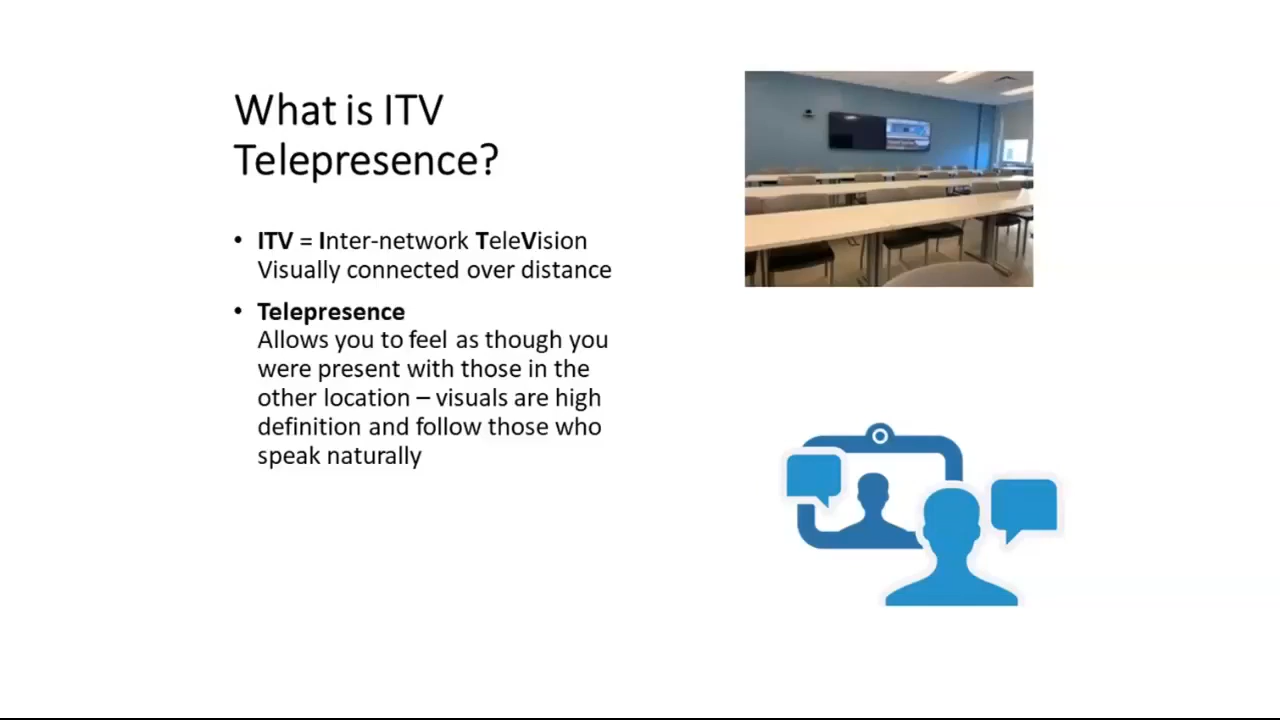 What is ITV
Telepresence?
• ITV = Inter-network TeleVision
Visually connected over distance
• Telepresence
Allows you to feel as though you
were present with those in the
other location – visuals are high
definition and follow those who
speak naturally